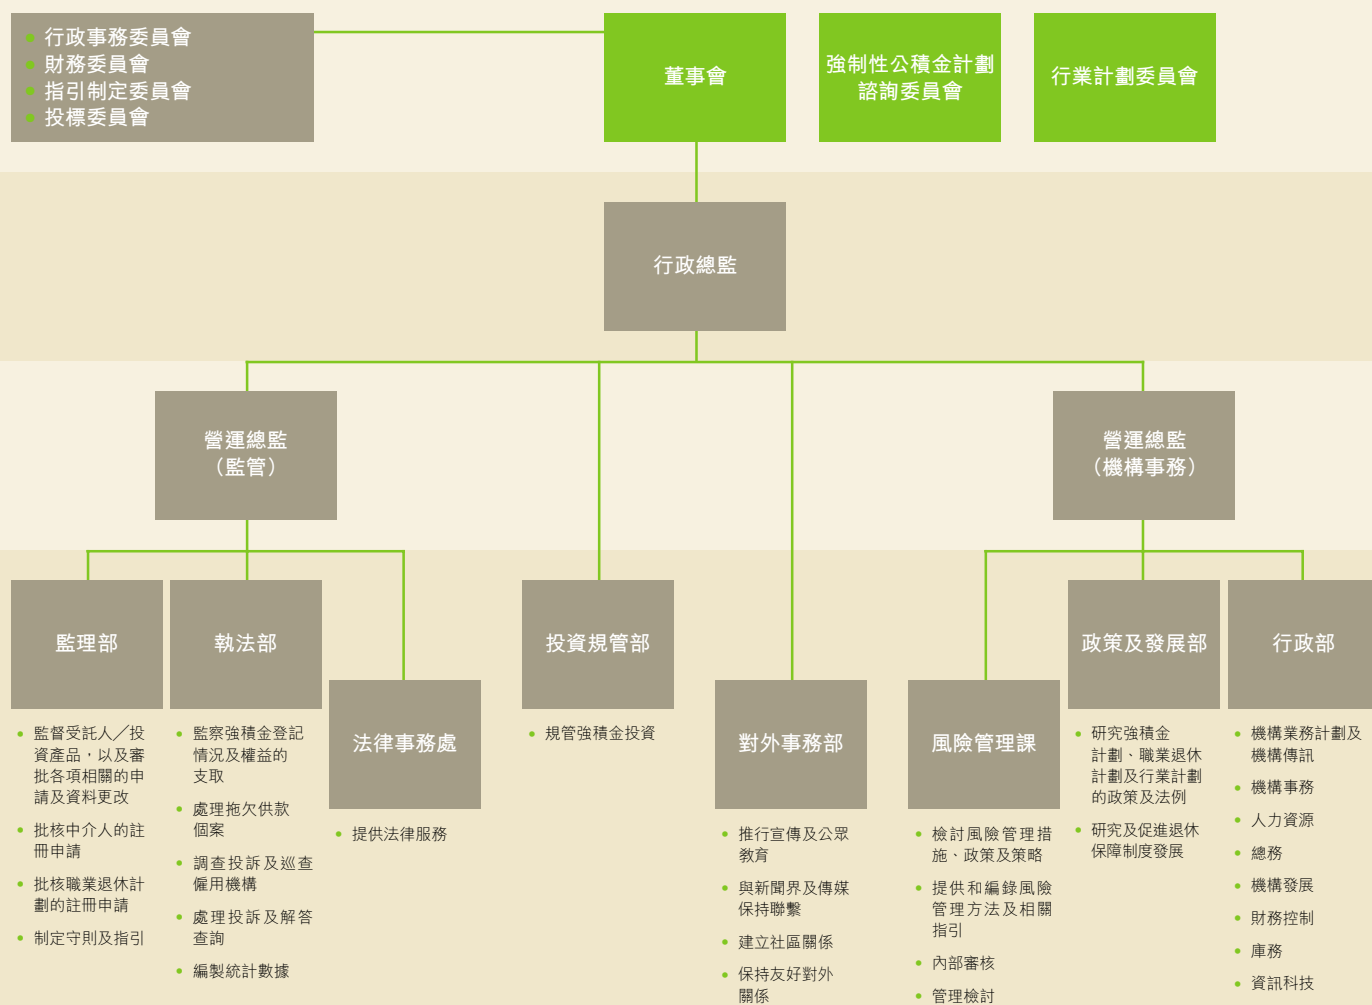 行政事務委員會
財務委員會
指引制定委員會
投標委員會
董事會
強制性公積金計劃
諮詢委員會
行業計劃委員會
行政總監
營運總監
（監管）
營運總監
（機構事務）
監理部
監督受託人／投
資產品，以及審
批各項相關的申
請及資料更改
批核中介人的註
冊申請
批核職業退休計
劃的註冊申請
制定守則及指引
執法部
監察強積金登記
情況及權益的
支取
處理拖欠供款
個案
調查投訴及巡查
僱用機構
處理投訴及解答
查詢
編製統計數據
法律事務處
提供法律服務
投資規管部
規管強積金投資
對外事務部
推行宣傳及公眾
教育
與新聞界及傳媒
保持聯繫
建立社區關係
保持友好對外
關係
風險管理課
檢討風險管理措
施、政策及策略
提供和編錄風險
管理方法及相關
指引
內部審核
管理檢討
政策及發展部
研究強積金
計劃、職業退休
計劃及行業計劃
的政策及法例
研究及促進退休
保障制度發展
行政部
機構業務計劃及
機構傳訊
機構事務
人力資源
總務
機構發展
財務控制
庫務
資訊科技